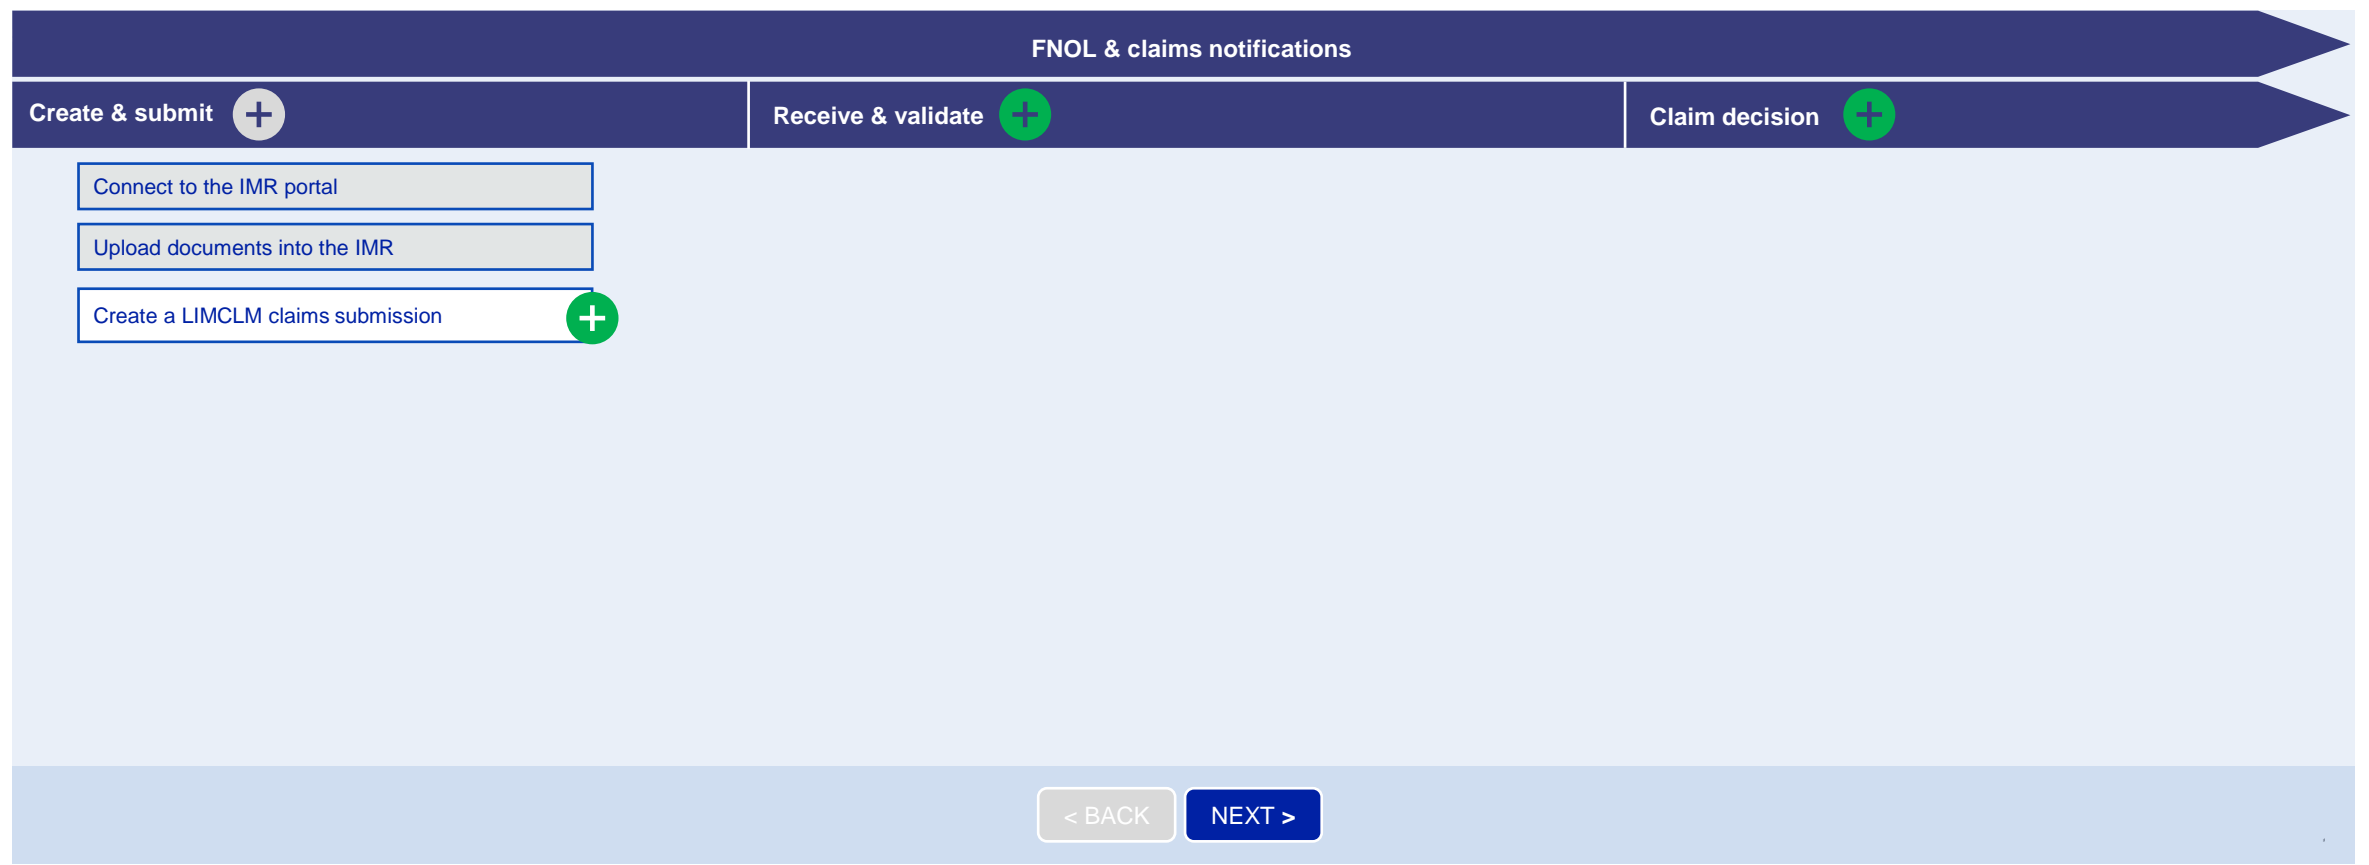 FNOL & claims notifications
Create & submit
Receive & validate
Claim decision
Connect to the IMR portal
Upload documents into the IMR
Create a LIMCLM claims submission
< BACK
NEXT >